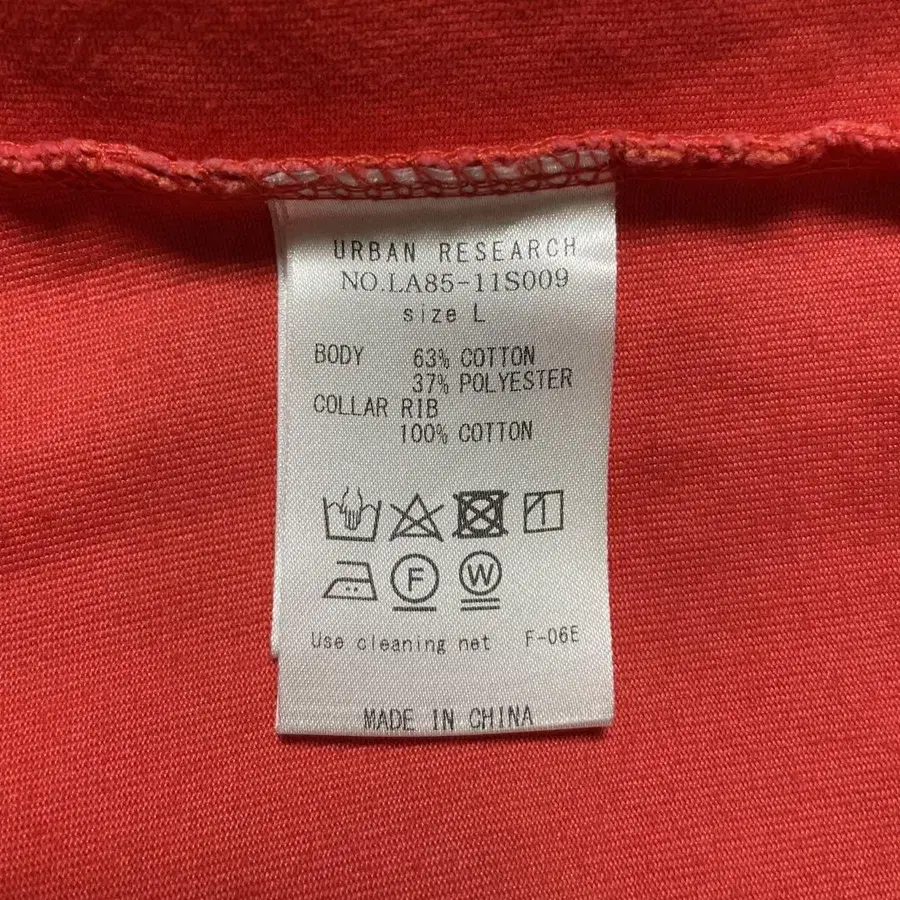 URBAN RESEARCH
NO.LA85-11S009
size L
BODY 63% COTTON
37% POLYESTER
COLLAR RIB
100% COTTON
F W
Use cleaning net F-06E
MADE IN CHINA